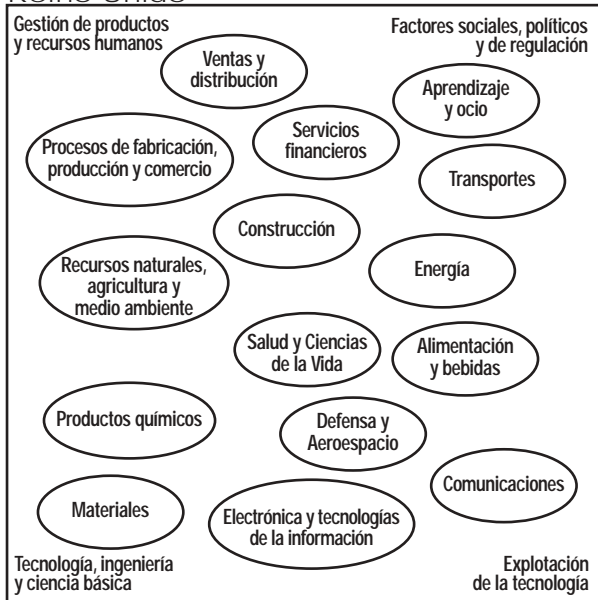 Gestión de productos
y recursos humanos
Factores sociales, políticos
y de regulación
Ventas y
distribución
Aprendizaje
y ocio
Servicios
financieros
Procesos de fabricación,
producción y comercio
Transportes
Construcción
Recursos naturales,
agricultura y
medio ambiente
Energía
Salud y Ciencias
de la Vida
Alimentación
y bebidas
Productos químicos
Defensa y
Aeroespacio
Comunicaciones
Materiales
Electrónica y tecnologías
de la información
Tecnología, ingeniería
y ciencia básica
Explotación
de la tecnología